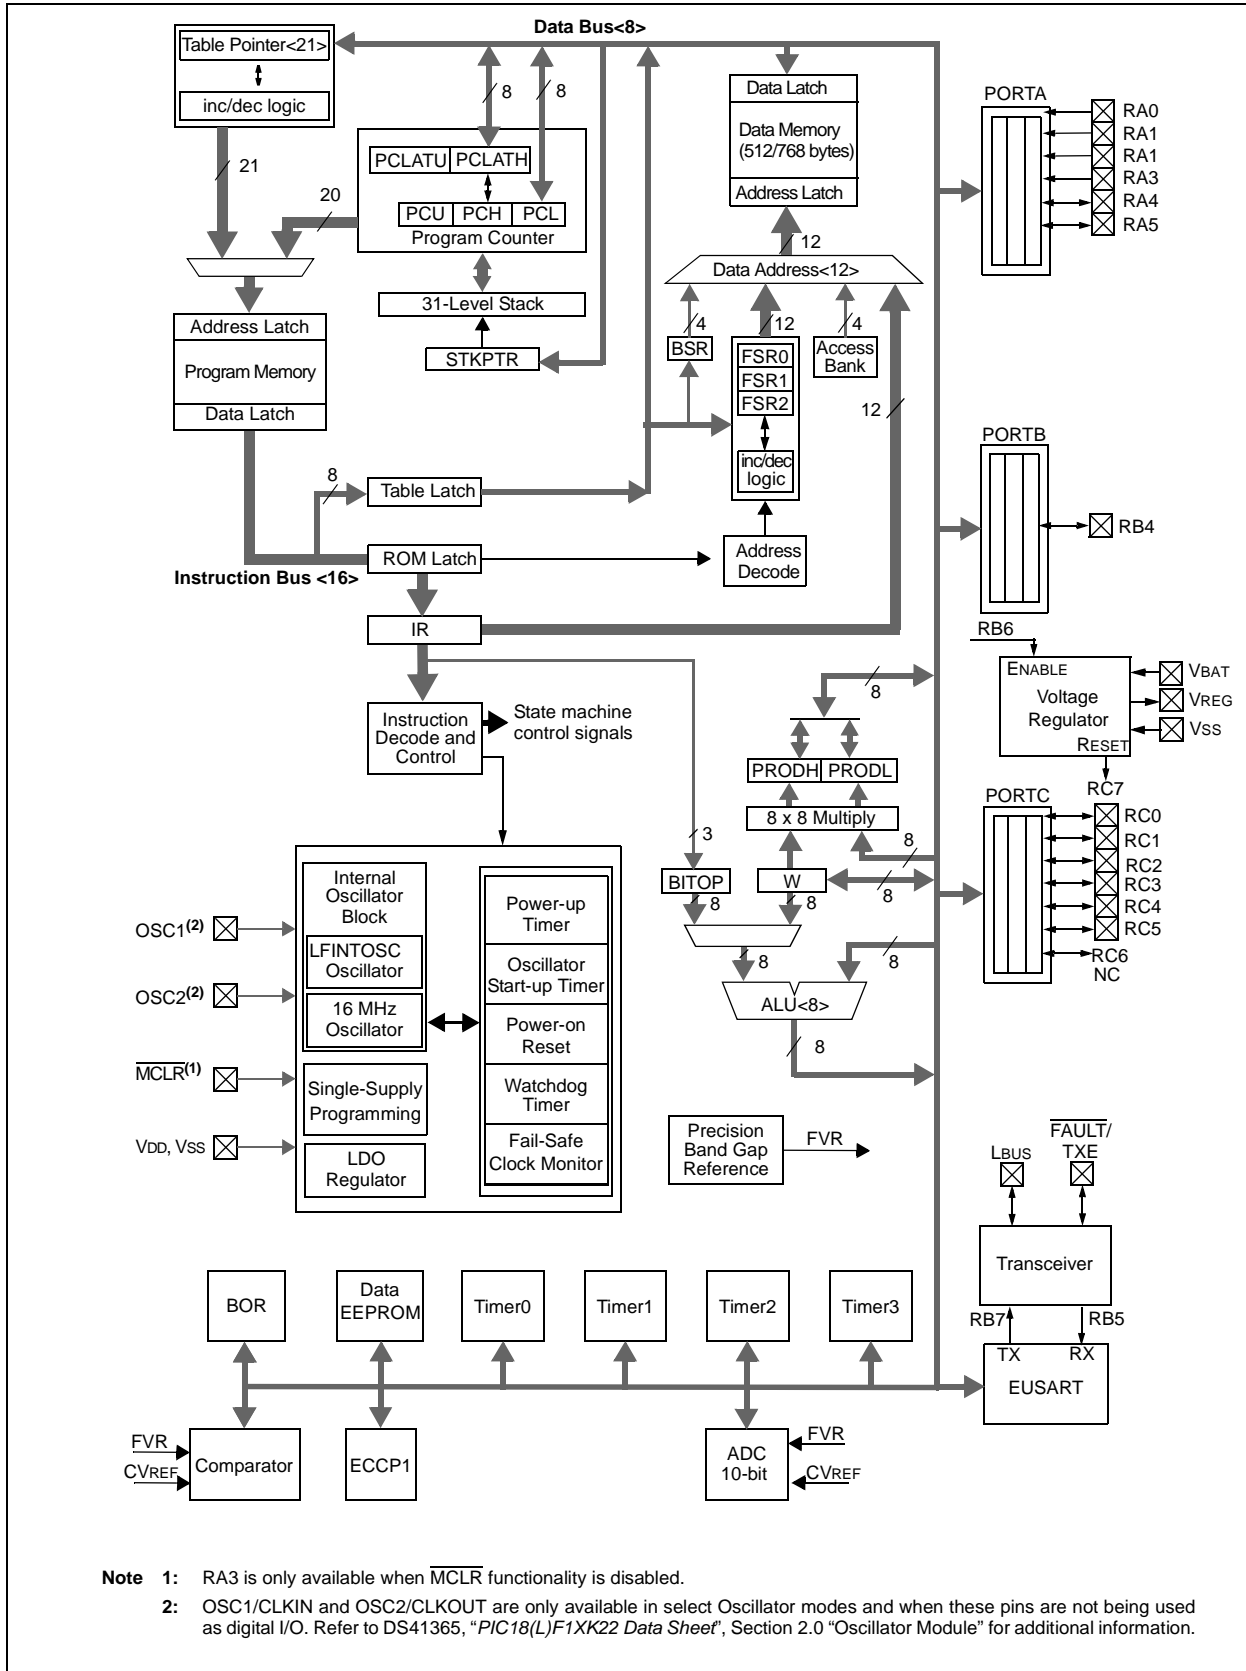 Data Bus<8>
Table Pointer<21>
inc/dec logic
21
20
8
8
PCLATU
PCLATH
PCU
PCH
PCL
Program Counter
31-Level Stack
STKPTR
Address Latch
Program Memory
Data Latch
Instruction Bus <16>
8
Table Latch
ROM Latch
IR
Data Latch
Data Memory
(512/768 bytes)
Address Latch
12
Data Address<12>
4
12
4
BSR
FSR0
FSR1
FSR2
inc/dec
logic
Access
Bank
12
Address
Decode
PORTA
RA0
RA1
RA1
RA3
RA4
RA5
PORTB
RB4
RB6
ENABLE
Voltage
Regulator
RESET
VBAT
VREG
VSS
RC7
PORTC
RC0
RC1
RC2
RC3
RC4
RC5
RC6
NC
Instruction
Decode and
Control
State machine
control signals
8
PRODH
PRODL
8 x 8 Multiply
3
8
BITOP
W
8
8
8
8
8
ALU<8>
8
Internal
Oscillator
Block
LFINTOSC
Oscillator
16 MHz
Oscillator
Single-Supply
Programming
LDO
Regulator
Power-up
Timer
Oscillator
Start-up Timer
Power-on
Reset
Watchdog
Timer
Fail-Safe
Clock Monitor
OSC1(2)
OSC2(2)
MCLR(1)
VDD, VSS
Precision
Band Gap
Reference
FVR
LBUS
FAULT/
TXE
Transceiver
RB7
RB5
TX
RX
EUSART
BOR
Data
EEPROM
Timer0
Timer1
Timer2
Timer3
FVR
CVREF
Comparator
ECCP1
ADC
10-bit
FVR
CVREF
Note 1: RA3 is only available when MCLR functionality is disabled.
2: OSC1/CLKIN and OSC2/CLKOUT are only available in select Oscillator modes and when these pins are not being used
as digital I/O. Refer to DS41365, “PIC18(L)F1XK22 Data Sheet”, Section 2.0 “Oscillator Module” for additional information.